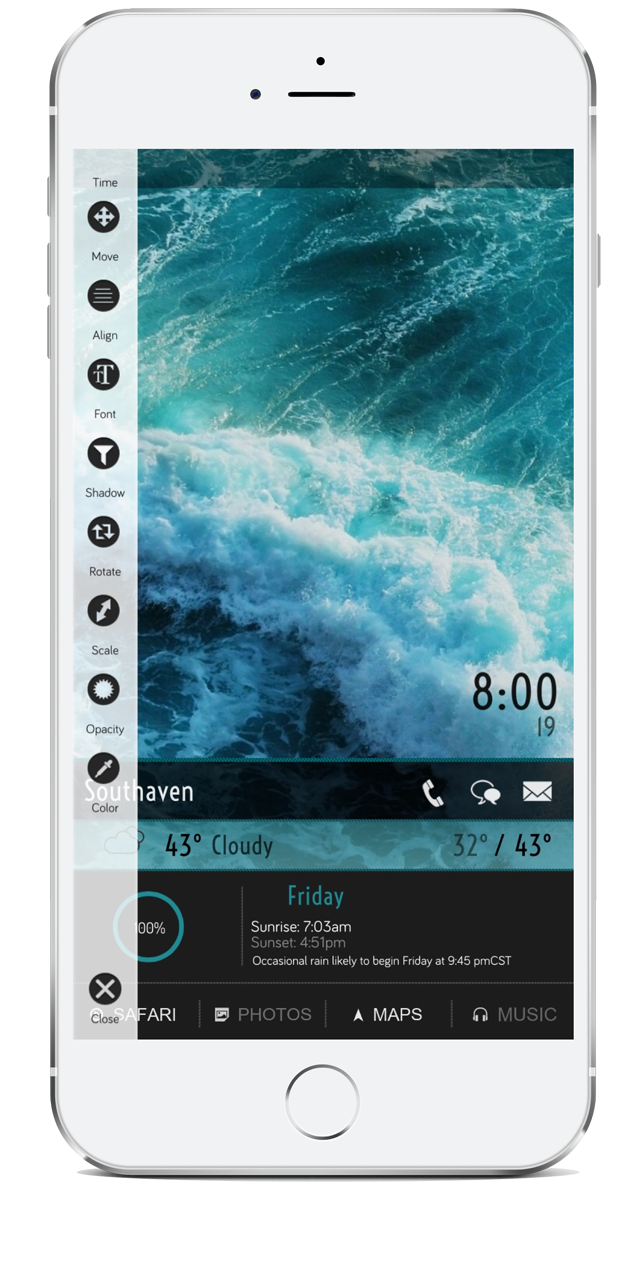 Time
Move
Align
Font
Shadow
Rotate
Scale
Opacity
8:00
19
Southaven
Color
43° Cloudy
32° / 43°
Friday
100%
Sunrise: 7:03am
Sunset: 4:51pm
Occasional rain likely to begin Friday at 9:45 pmCST
Close
SAFARI
PHOTOS
MAPS
MUSIC